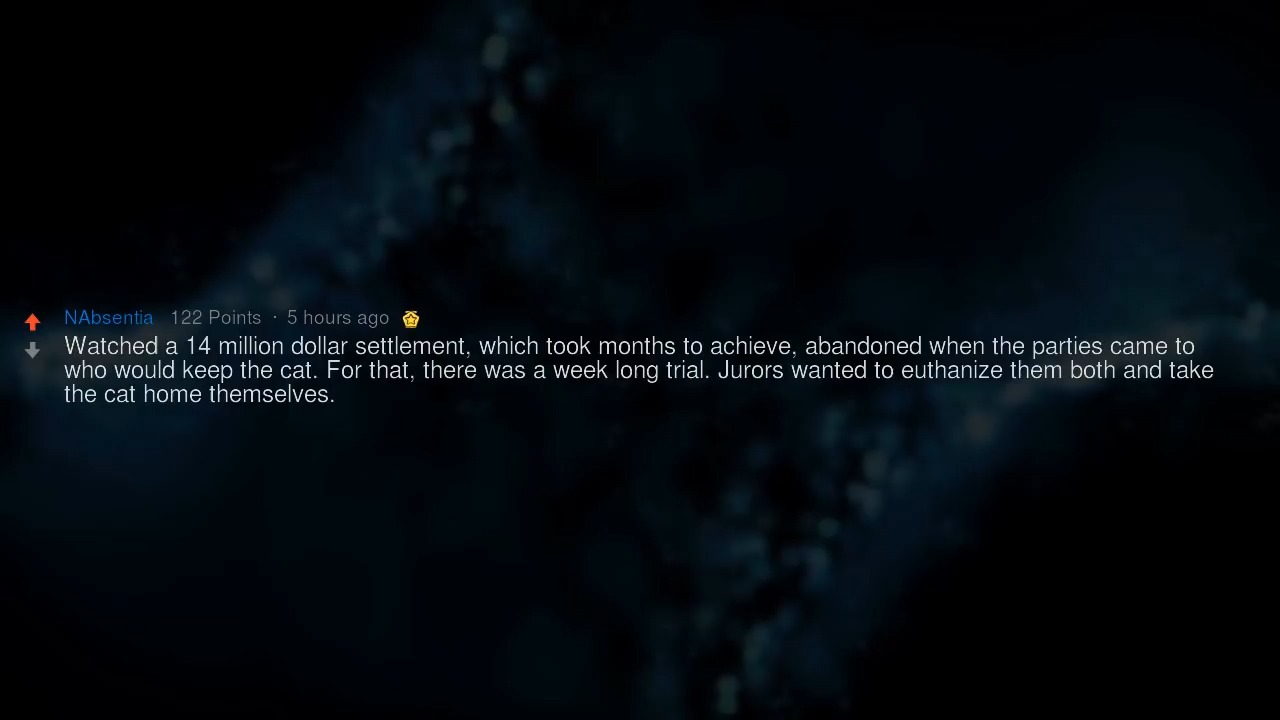 NAbsentia 122 Points · 5 hours ago
Watched a 14 million dollar settlement, which took months to achieve, abandoned when the parties came to
who would keep the cat. For that, there was a week long trial. Jurors wanted to euthanize them both and take
the cat home themselves.